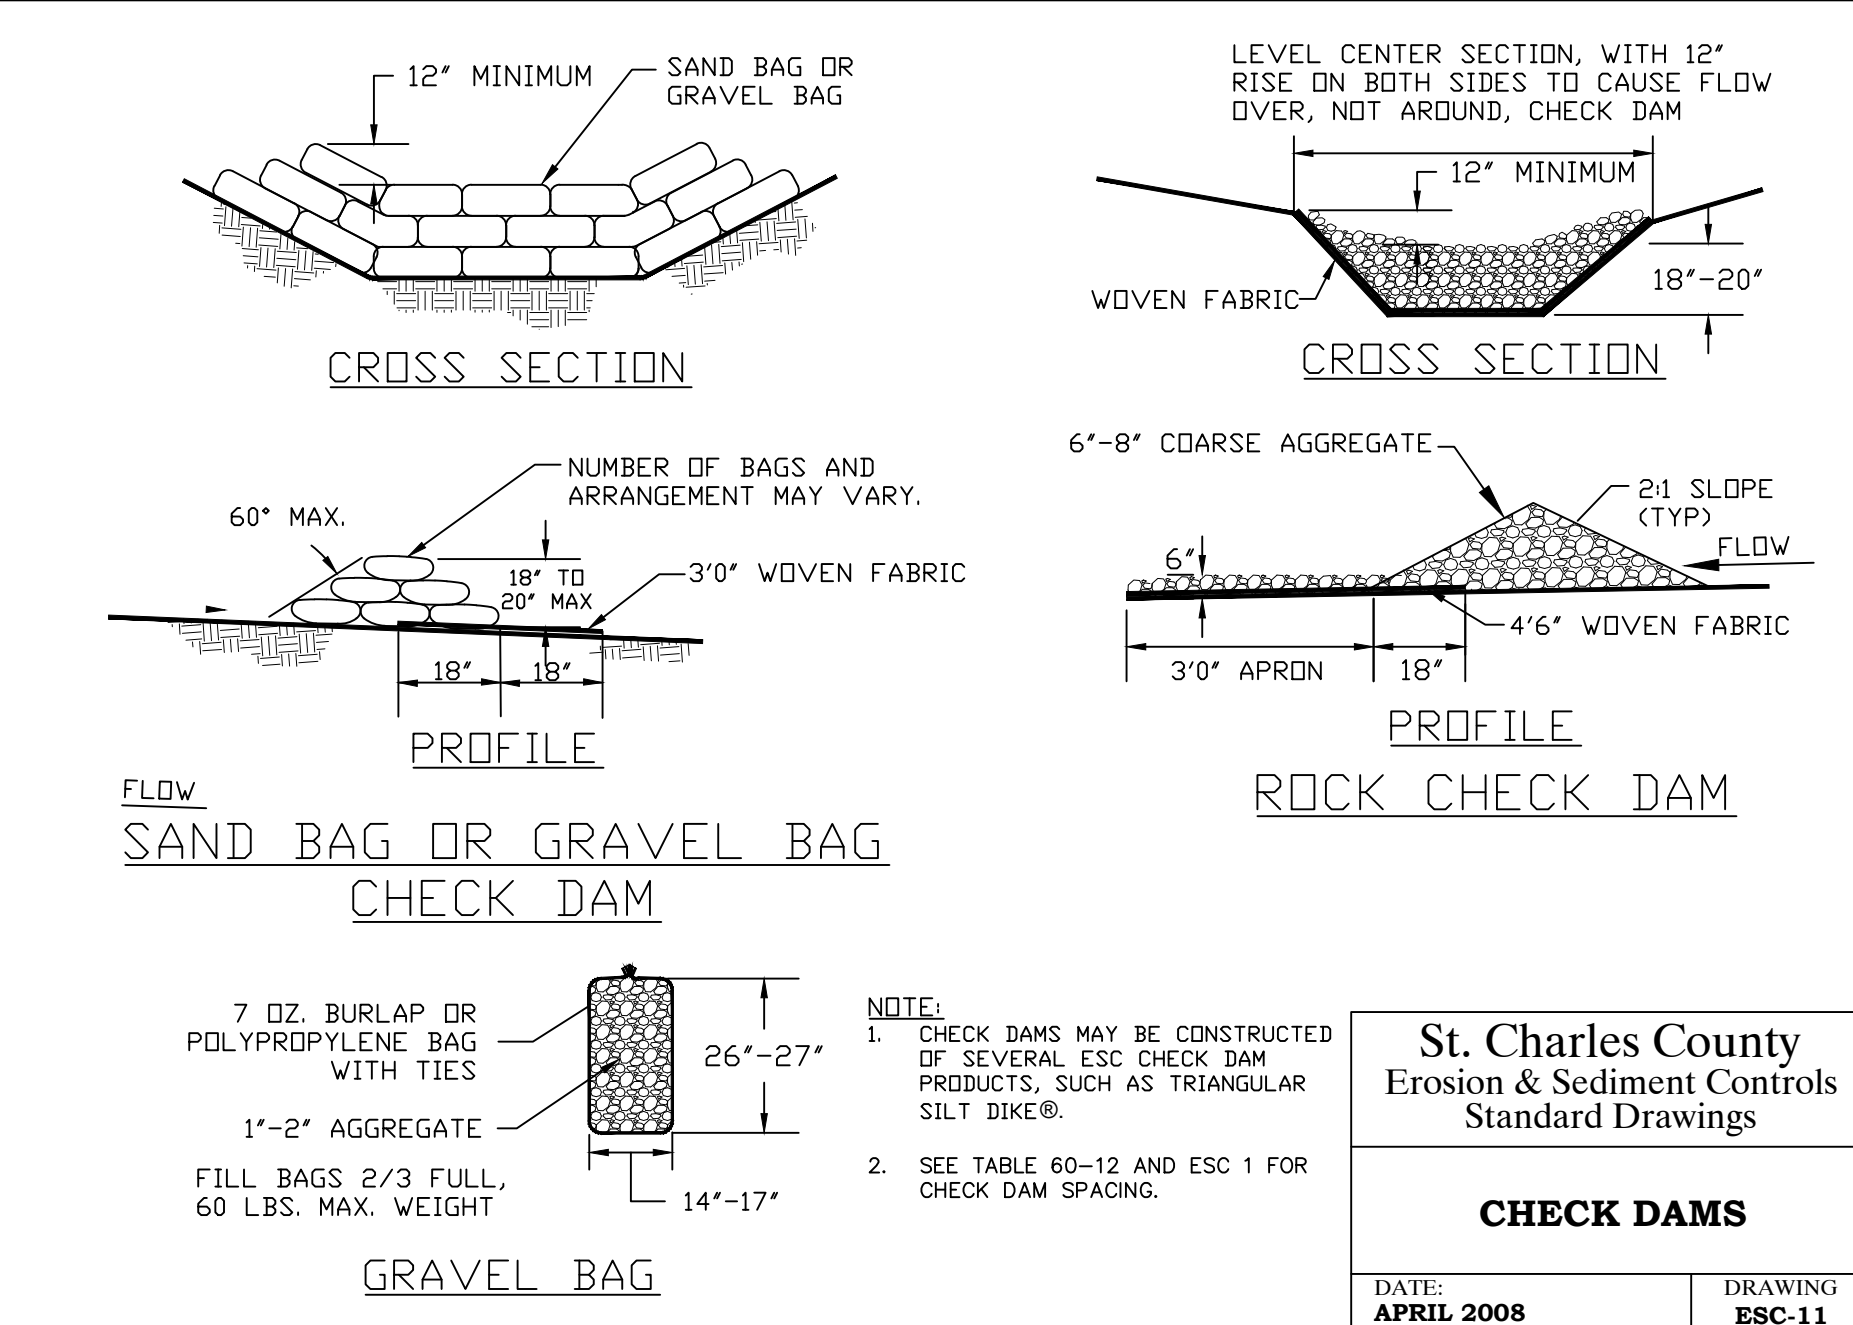 12" MINIMUM
SAND BAG OR
GRAVEL BAG
CROSS SECTION
LEVEL CENTER SECTION, WITH 12"
RISE ON BOTH SIDES TO CAUSE FLOW
OVER, NOT AROUND, CHECK DAM
12" MINIMUM
18"-20"
WOVEN FABRIC
CROSS SECTION
NUMBER OF BAGS AND
ARRANGEMENT MAY VARY.
60° MAX.
18" TO
20" MAX
3'0" WOVEN FABRIC
18"
18"
PROFILE
FLOW
SAND BAG OR GRAVEL BAG
CHECK DAM
6"-8" COARSE AGGREGATE
2:1 SLOPE
(TYP)
FLOW
6"
4'6" WOVEN FABRIC
3'0" APRON
18"
PROFILE
ROCK CHECK DAM
7 OZ. BURLAP OR
POLYPROPYLENE BAG
WITH TIES
26"-27"
1"-2" AGGREGATE
FILL BAGS 2/3 FULL,
60 LBS. MAX. WEIGHT
14"-17"
GRAVEL BAG
NOTE:
1. CHECK DAMS MAY BE CONSTRUCTED
OF SEVERAL ESC CHECK DAM
PRODUCTS, SUCH AS TRIANGULAR
SILT DIKE®.
2. SEE TABLE 60-12 AND ESC 1 FOR
CHECK DAM SPACING.
St. Charles County
Erosion & Sediment Controls
Standard Drawings
CHECK DAMS
DATE:
APRIL 2008
DRAWING
ESC-11